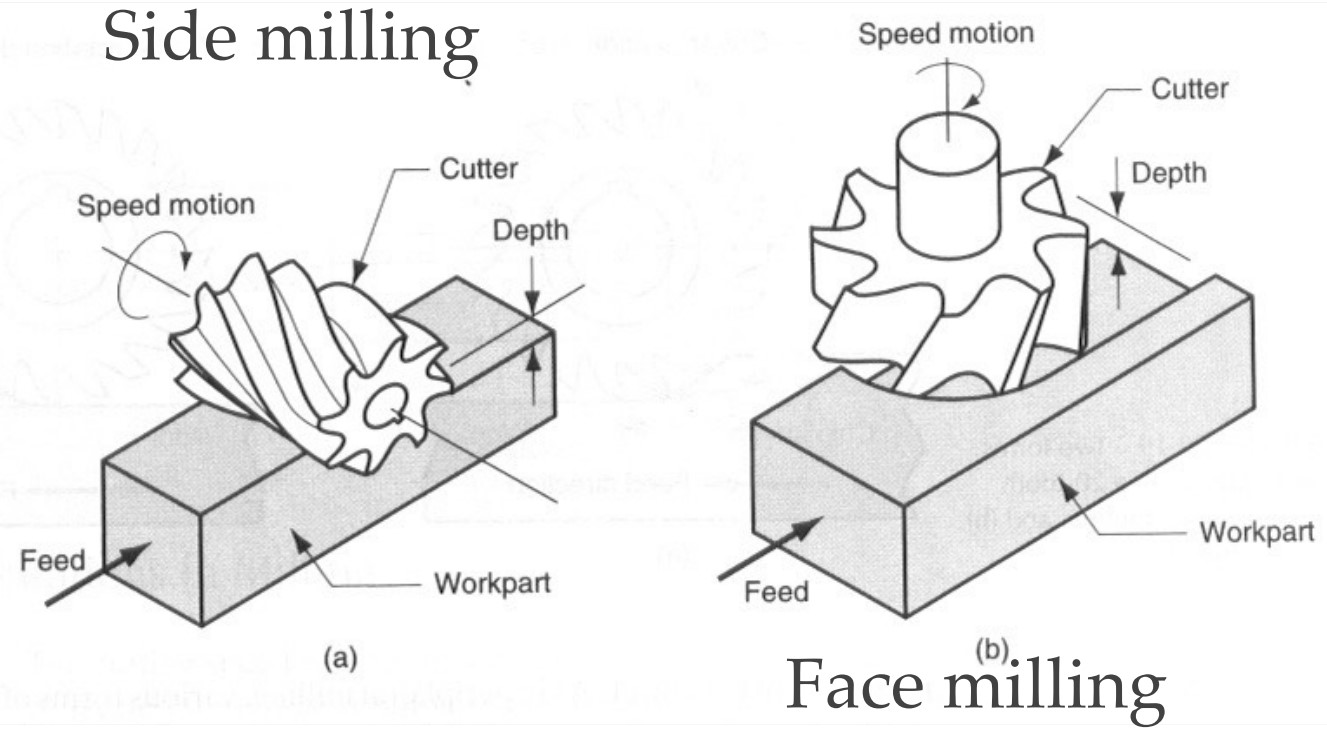 Side milling
Speed motion
Cutter
Depth
Feed
Workpart
(a)
Speed motion
Cutter
Depth
Workpart
Feed
(b)
Face milling